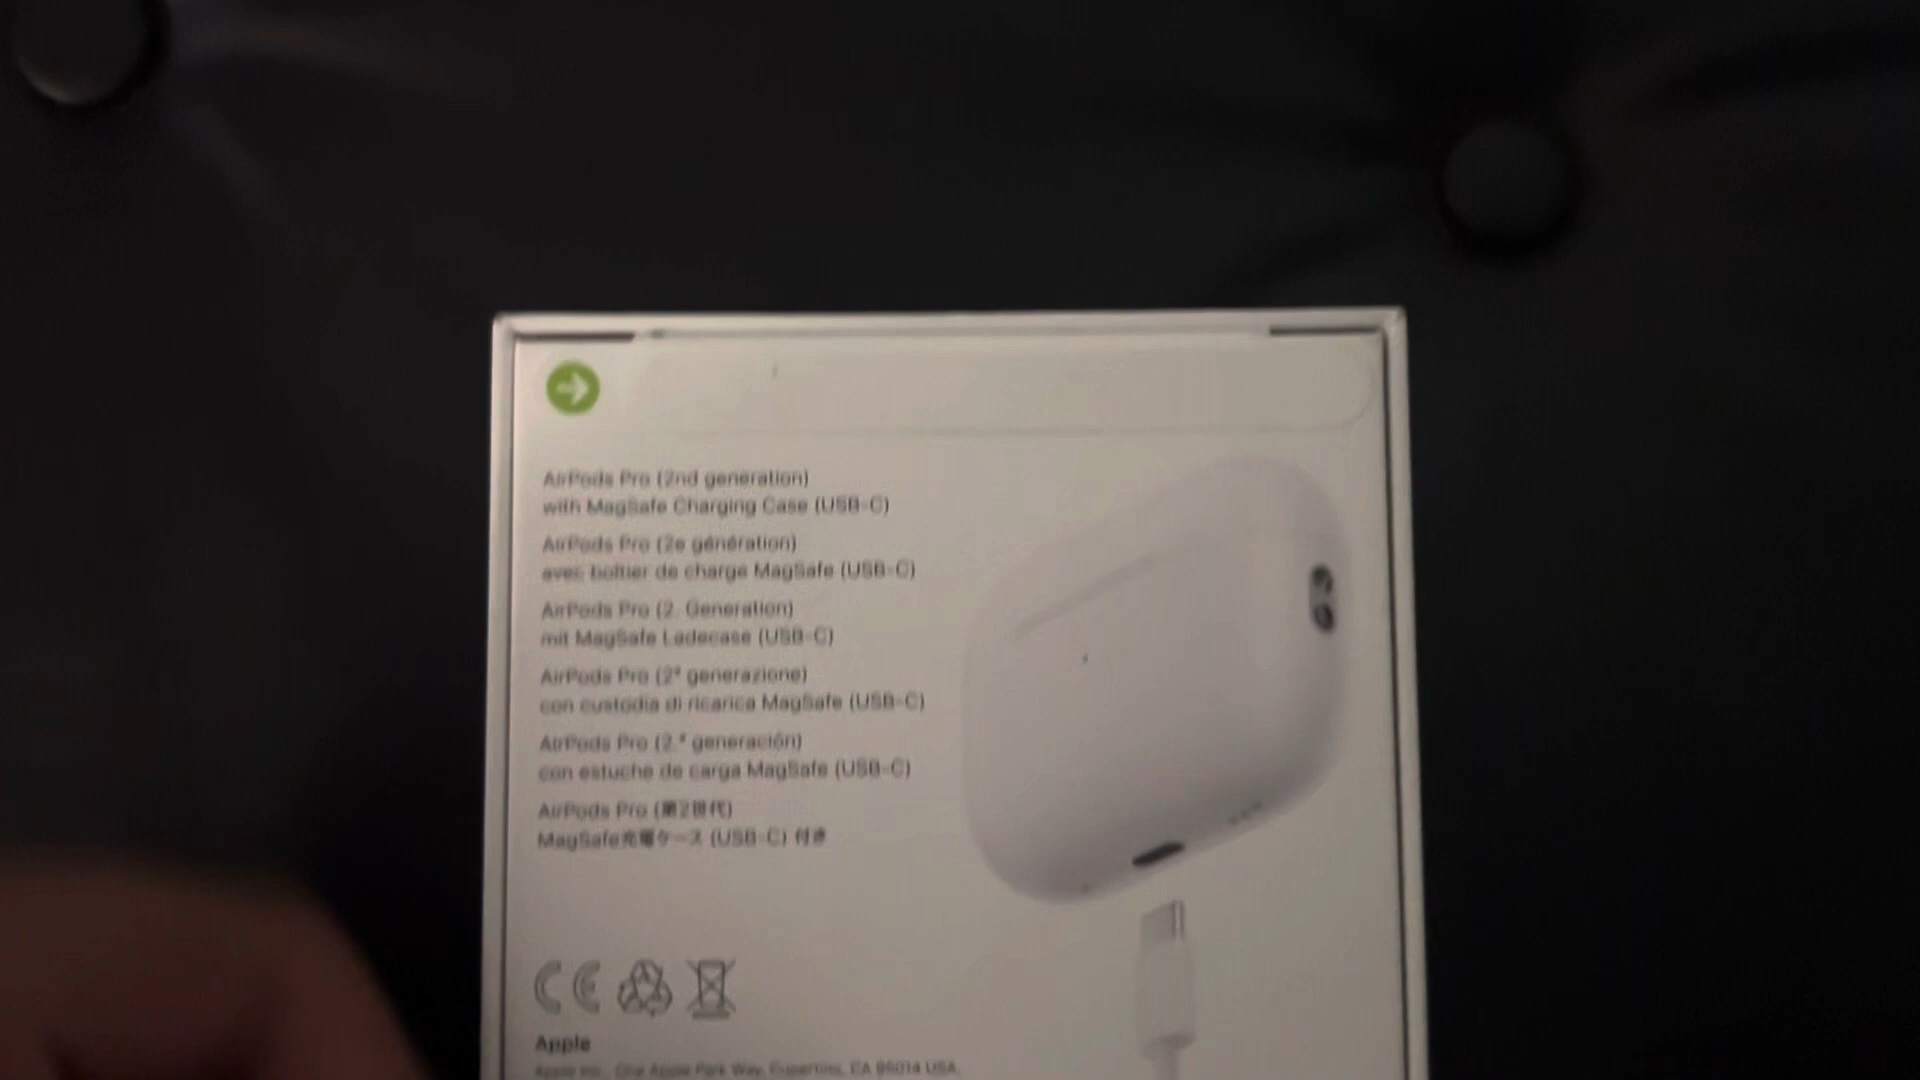 AirPods Pro (2nd generation)
with MagSafe Charging Case (USB-C)
AirPods Pro (2e génération)
avec boîtier de charge MagSafe (USB-C)
AirPods Pro (2. Generation)
mit MagSafe Ladecase (USB-C)
AirPods Pro (2ª generazione)
con custodia di ricarica MagSafe (USB-C)
AirPods Pro (2.ª generación)
con estuche de carga MagSafe (USB-C)
AirPods Pro (第2世代)
MagSafe充電ケース (USB-C) 付き
CE
Apple
Apple Inc., One Apple Park Way, Cupertino, CA 95014 USA.